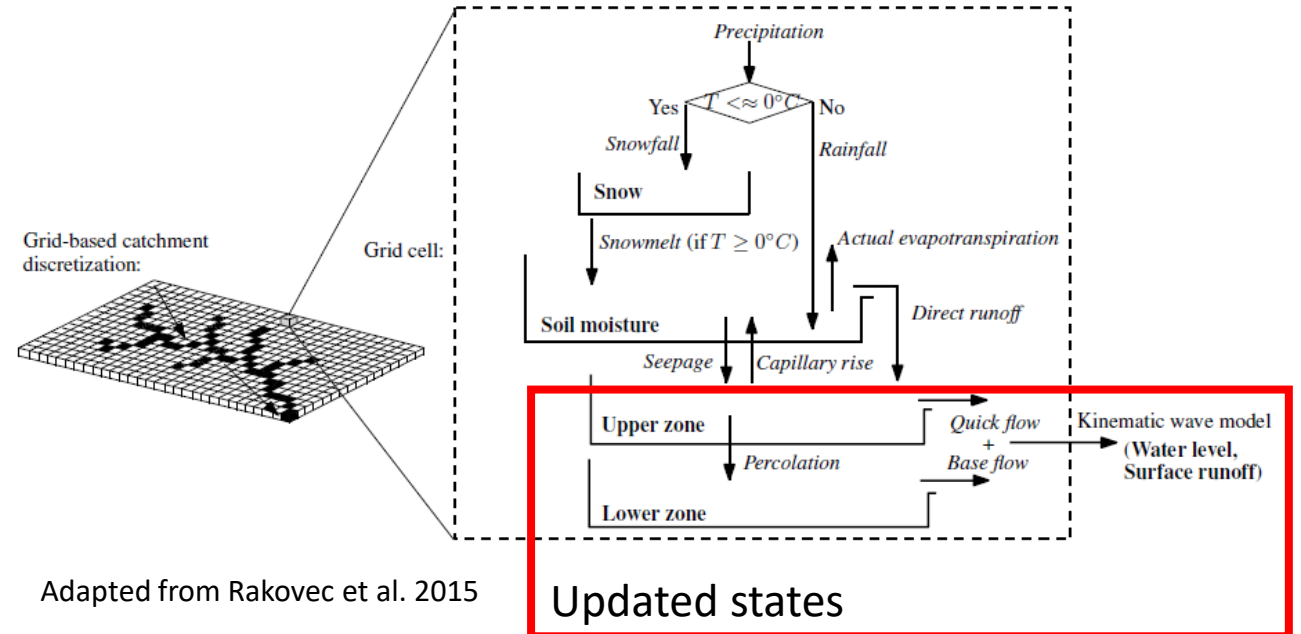 Precipitation
Yes
T <≈ 0°C
No
Snowfall
Rainfall
Snow
Grid-based catchment
discretization:
Grid cell:
Snowmelt (if T ≥ 0°C)
Actual evapotranspiration
Soil moisture
Direct runoff
Seepage
Capillary rise
Upper zone
Quick flow
+
Base flow
Kinematic wave model
(Water level,
Surface runoff)
Percolation
Lower zone
Adapted from Rakovec et al. 2015
Updated states